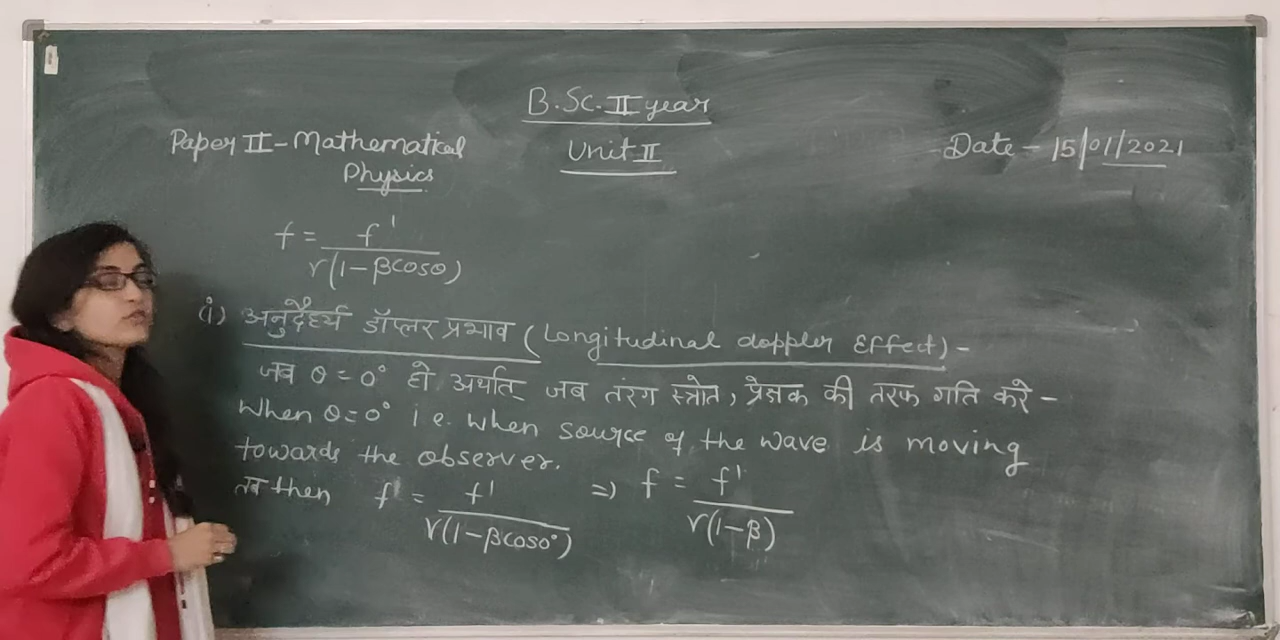 B.Sc. II year
Paper II - Mathematical
Physics
Unit II
Date - 15/01/2021
f = f' / r(1 - βcosθ)
(i) अनुदैर्ध्य डॉप्लर प्रभाव (Longitudinal doppler Effect) -
जब θ = 0° हो अर्थात् जब तरंग स्त्रोत, प्रेक्षक की तरफ गति करे -
When θ = 0° i.e. when source of the wave is moving
towards the observer.
तब then f' = f' / r(1 - βcos0°) => f = f' / r(1 - β)